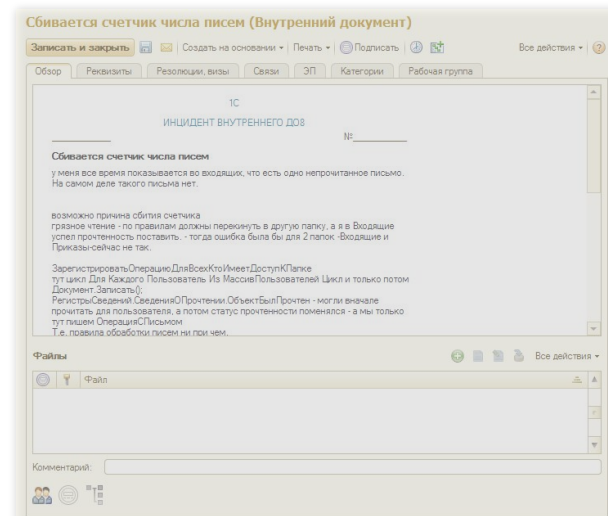 Сбивается счетчик числа писем (Внутренний документ)
Записать и закрыть Создать на основании Печать Подписать Все действия
Обзор Реквизиты Резолюции, визы Связи ЭП Категории Рабочая группа
1С
ИНЦИДЕНТ ВНУТРЕННЕГО ДО8
№
Сбивается счетчик числа писем
у меня все время показывается во входящих, что есть одно непрочитанное письмо.
На самом деле такого письма нет.
возможно причина сбития счетчика
грязное чтение - по правилам должны перекинуть в другую папку, а я в Входящие
успел прочтенность поставить. - тогда ошибка была бы для 2 папок -Входящие и
Приказы-сейчас не так.
ЗарегистрироватьОперациюДляВсехКтоИмеетДоступКПапке
тут цикл Для Каждого Пользователь Из МассивПользователей Цикл и только потом
Документ.Записать();
РегистрыСведений.СведенияОПрочтении.ОбъектБылПрочтен - могли вначале
прочитать для пользователя, а потом статус прочтенности поменялся - а мы только
тут пишем ОперацияСПисьмом
Т.е. правила обработки писем ни при чем.
Файлы Все действия
Файл
Комментарий: